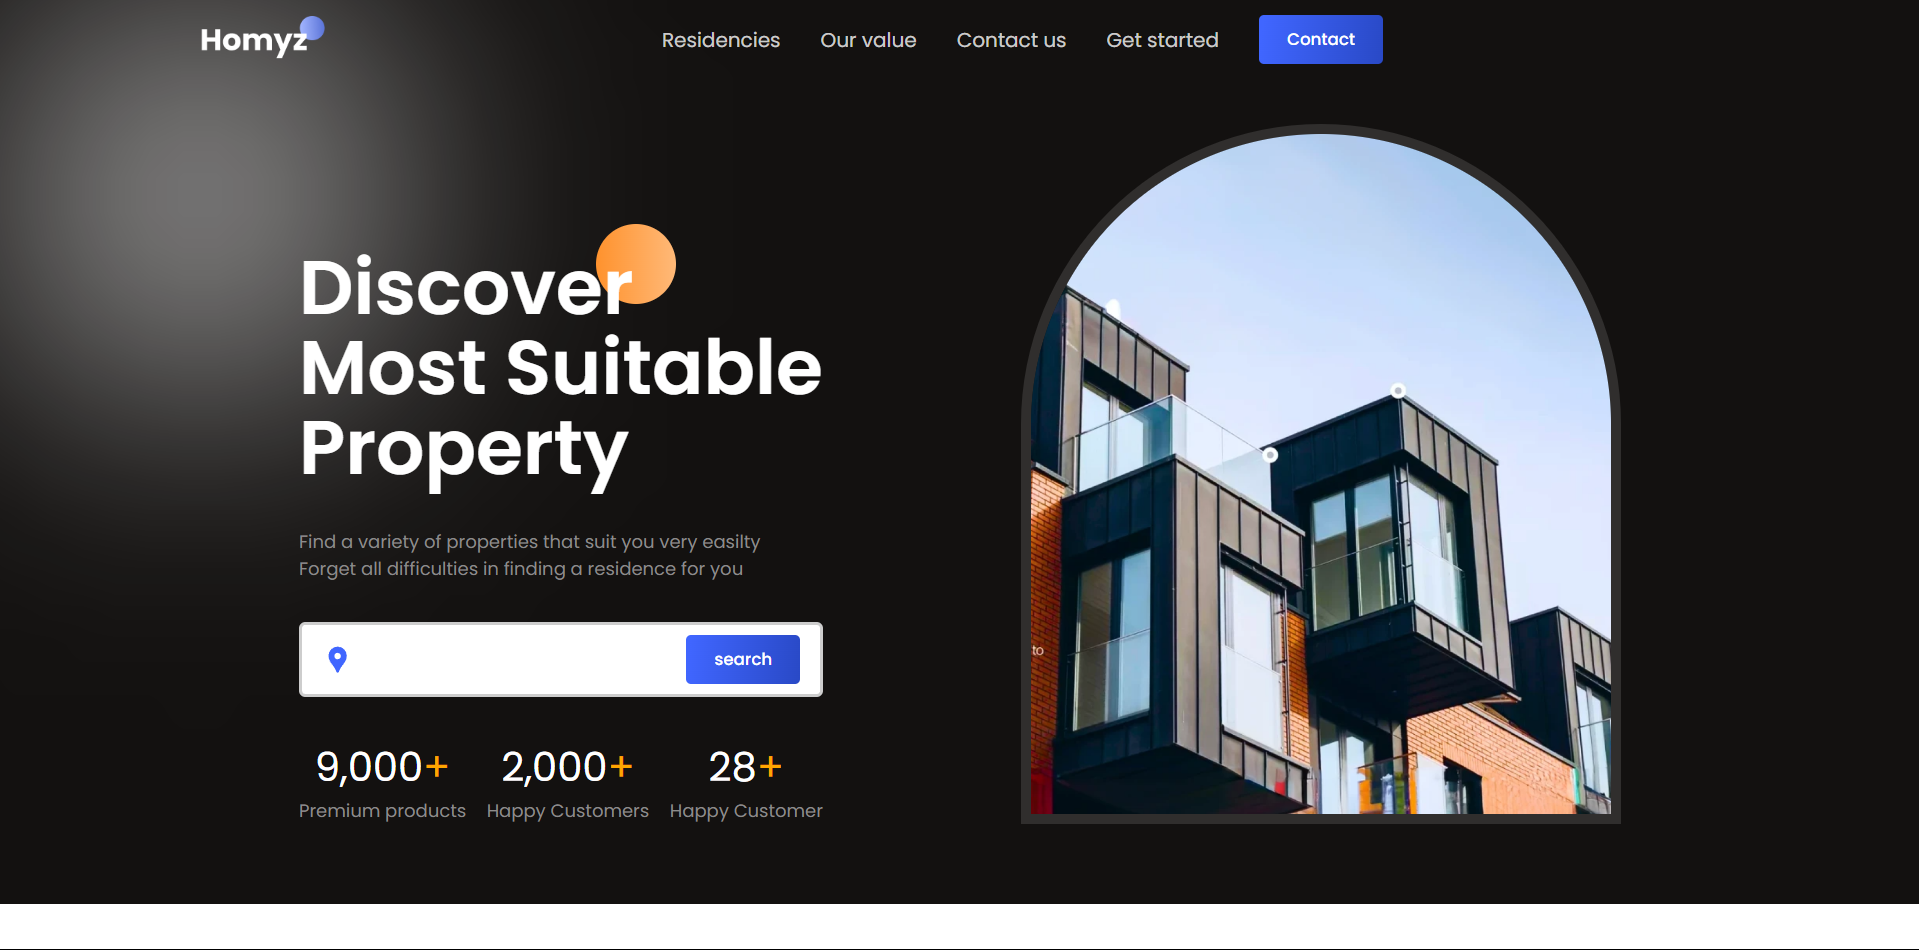 Homyz
Residencies
Our value
Contact us
Get started
Contact
Discover
Most Suitable
Property
Find a variety of properties that suit you very easilty
Forget all difficulties in finding a residence for you
search
9,000+
2,000+
28+
Premium products
Happy Customers
Happy Customer
to